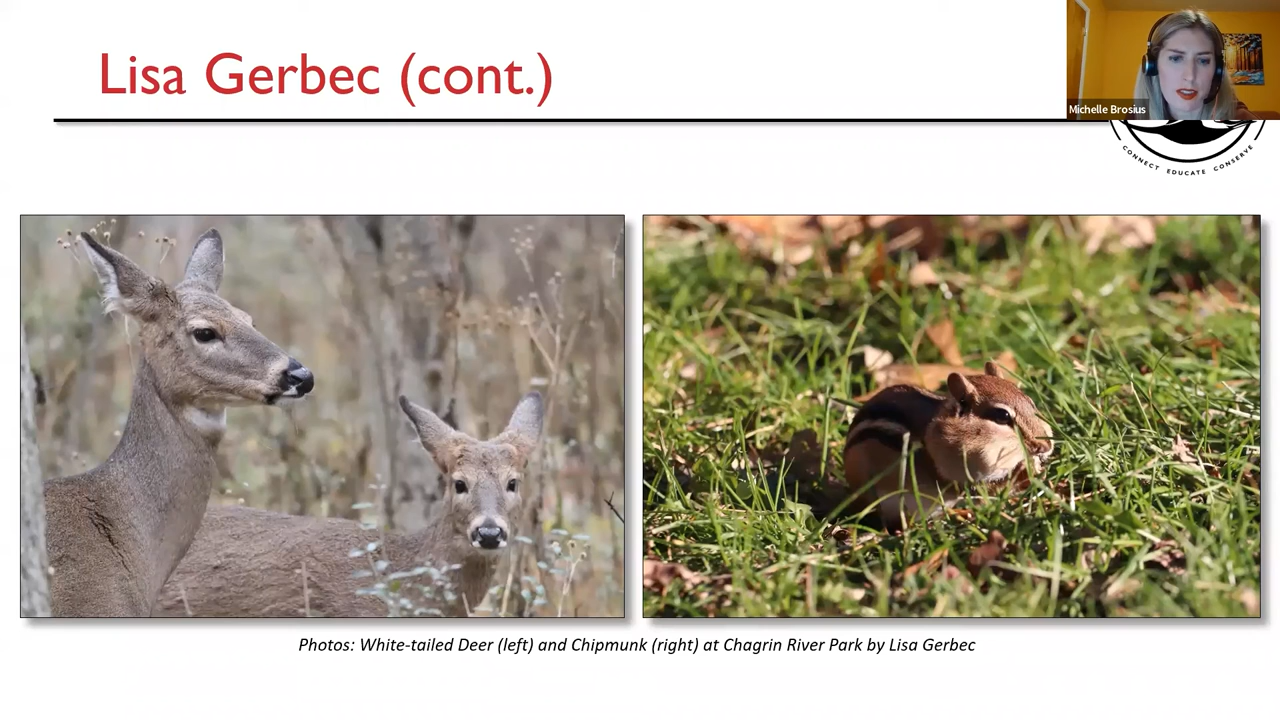 Lisa Gerbec (cont.)
Michelle Brosius
CONNECT EDUCATE CONSERVE
Photos: White-tailed Deer (left) and Chipmunk (right) at Chagrin River Park by Lisa Gerbec